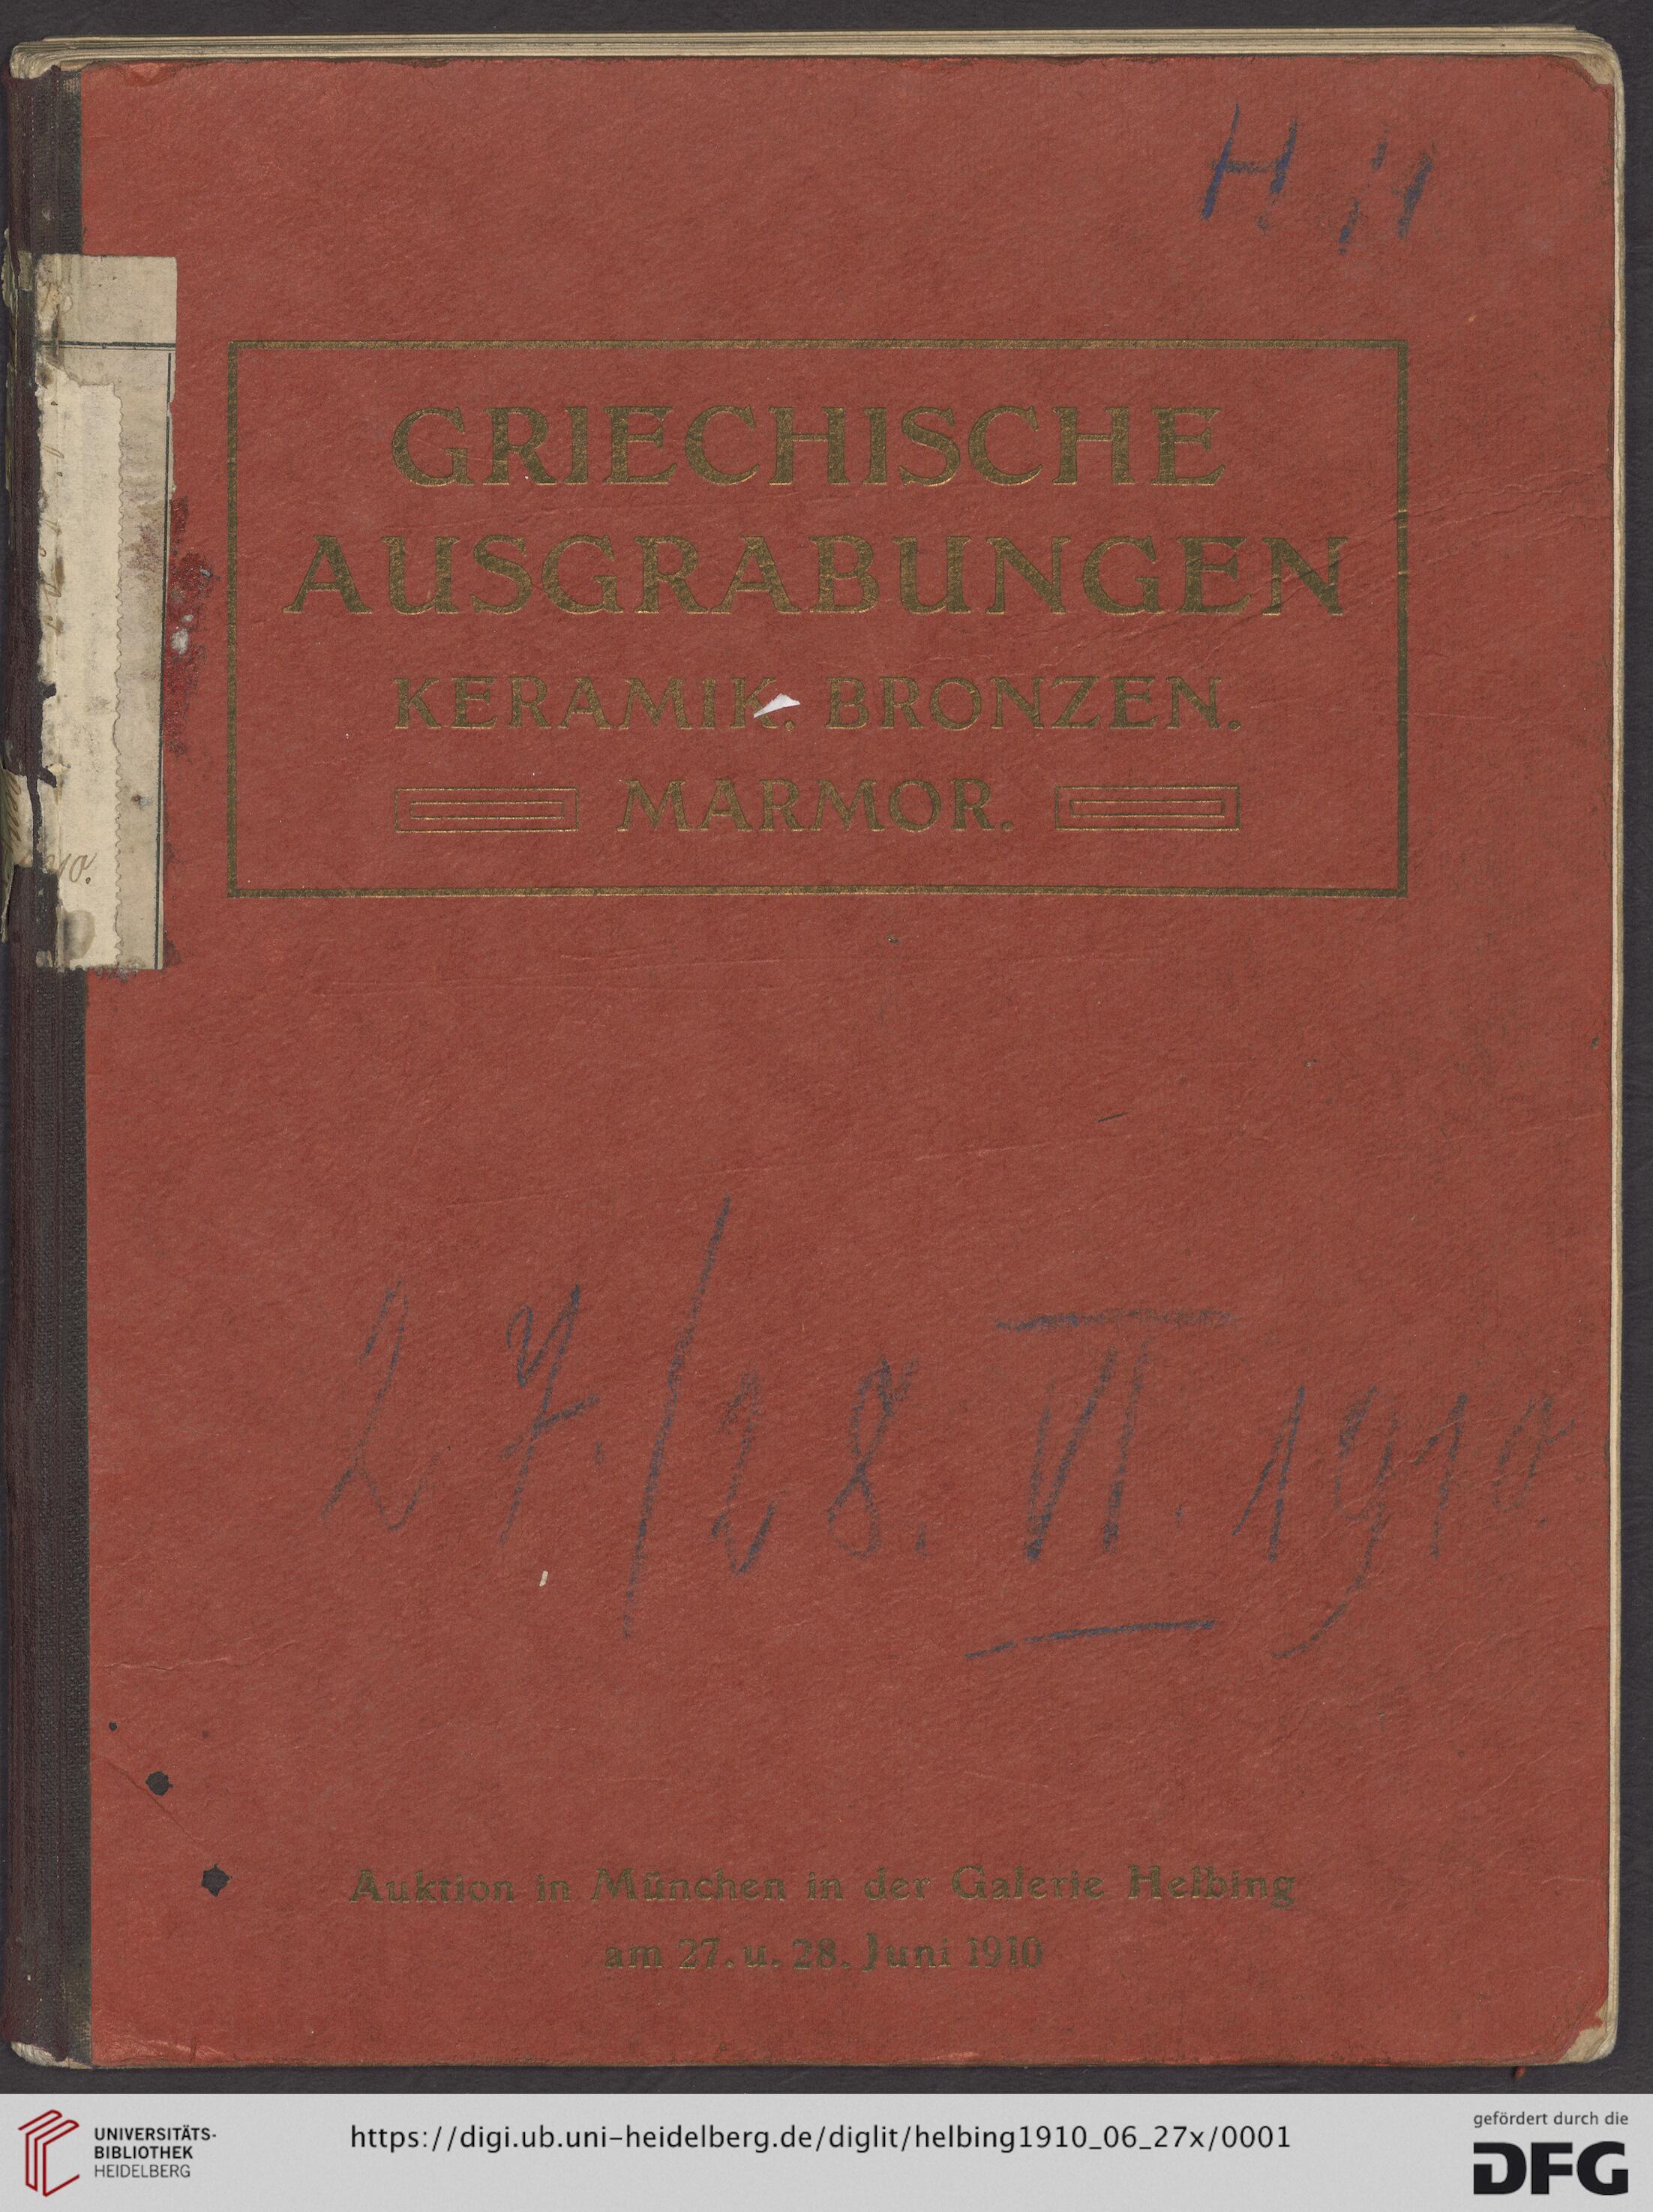 GRIECHISCHE
AUSGRABUNGEN
KERAMIK. BRONZEN.
MARMOR.
27./28. VI. 1910.
Auktion in München in der Galerie Helbing
am 27. u. 28. Juni 1910
UNIVERSITÄTS-
BIBLIOTHEK
HEIDELBERG
https://digi.ub.uni-heidelberg.de/diglit/helbing1910_06_27x/0001
gefördert durch die
DFG